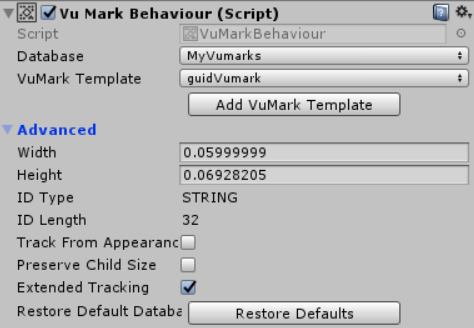 Vu Mark Behaviour (Script)
Script VuMarkBehaviour
Database MyVumarks
VuMark Template guidVumark
Add VuMark Template
Advanced
Width 0.05999999
Height 0.06928205
ID Type STRING
ID Length 32
Track From Appearanc
Preserve Child Size
Extended Tracking
Restore Default Databa Restore Defaults